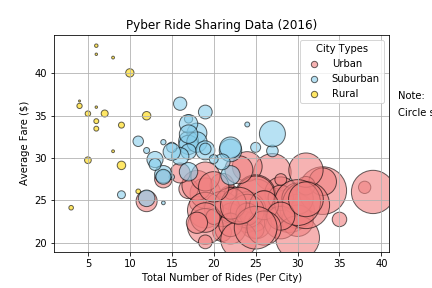 Pyber Ride Sharing Data (2016)
City Types
Urban
Suburban
Rural
Note:
Circle s
Average Fare ($)
40
35
30
25
20
5 10 15 20 25 30 35 40
Total Number of Rides (Per City)